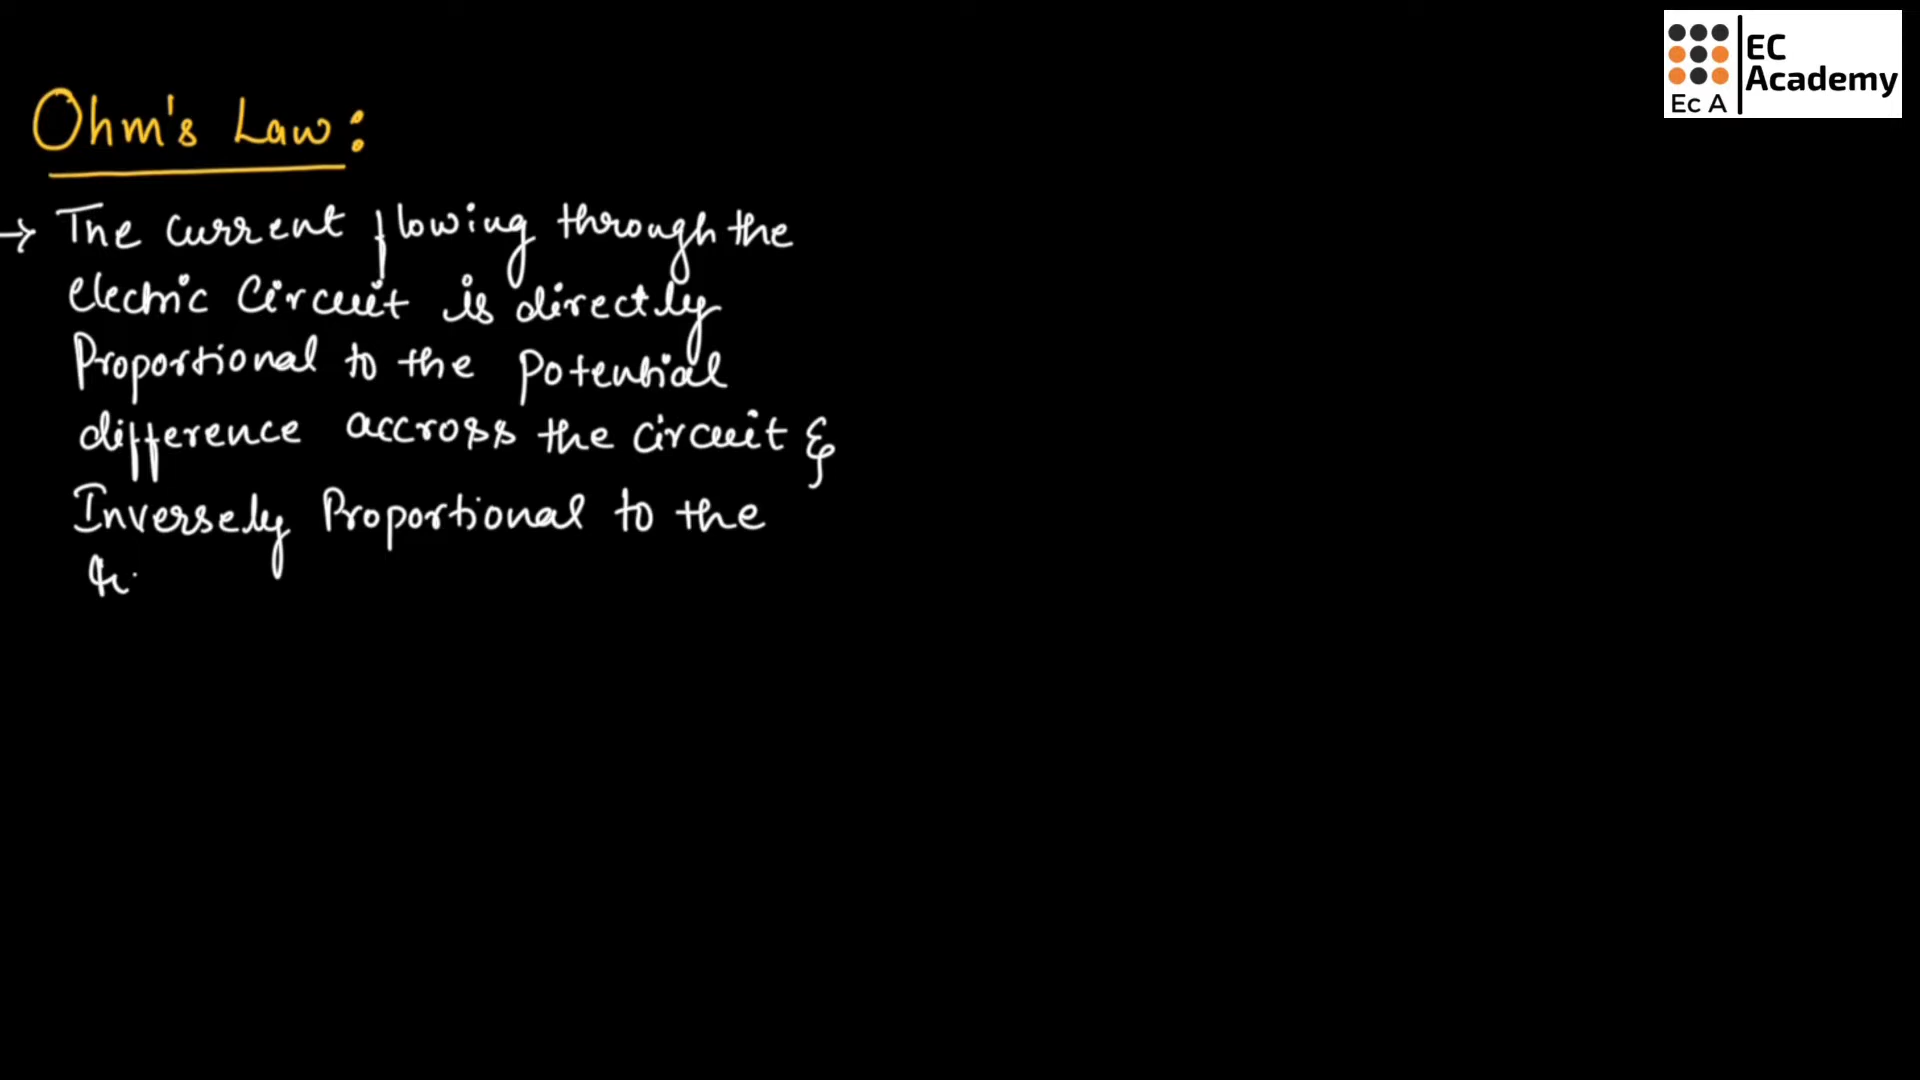 EC
Academy
Ec A
Ohm's Law:
→ The current flowing through the
electric circuit is directly
Proportional to the potential
difference accross the circuit &
Inversely Proportional to the